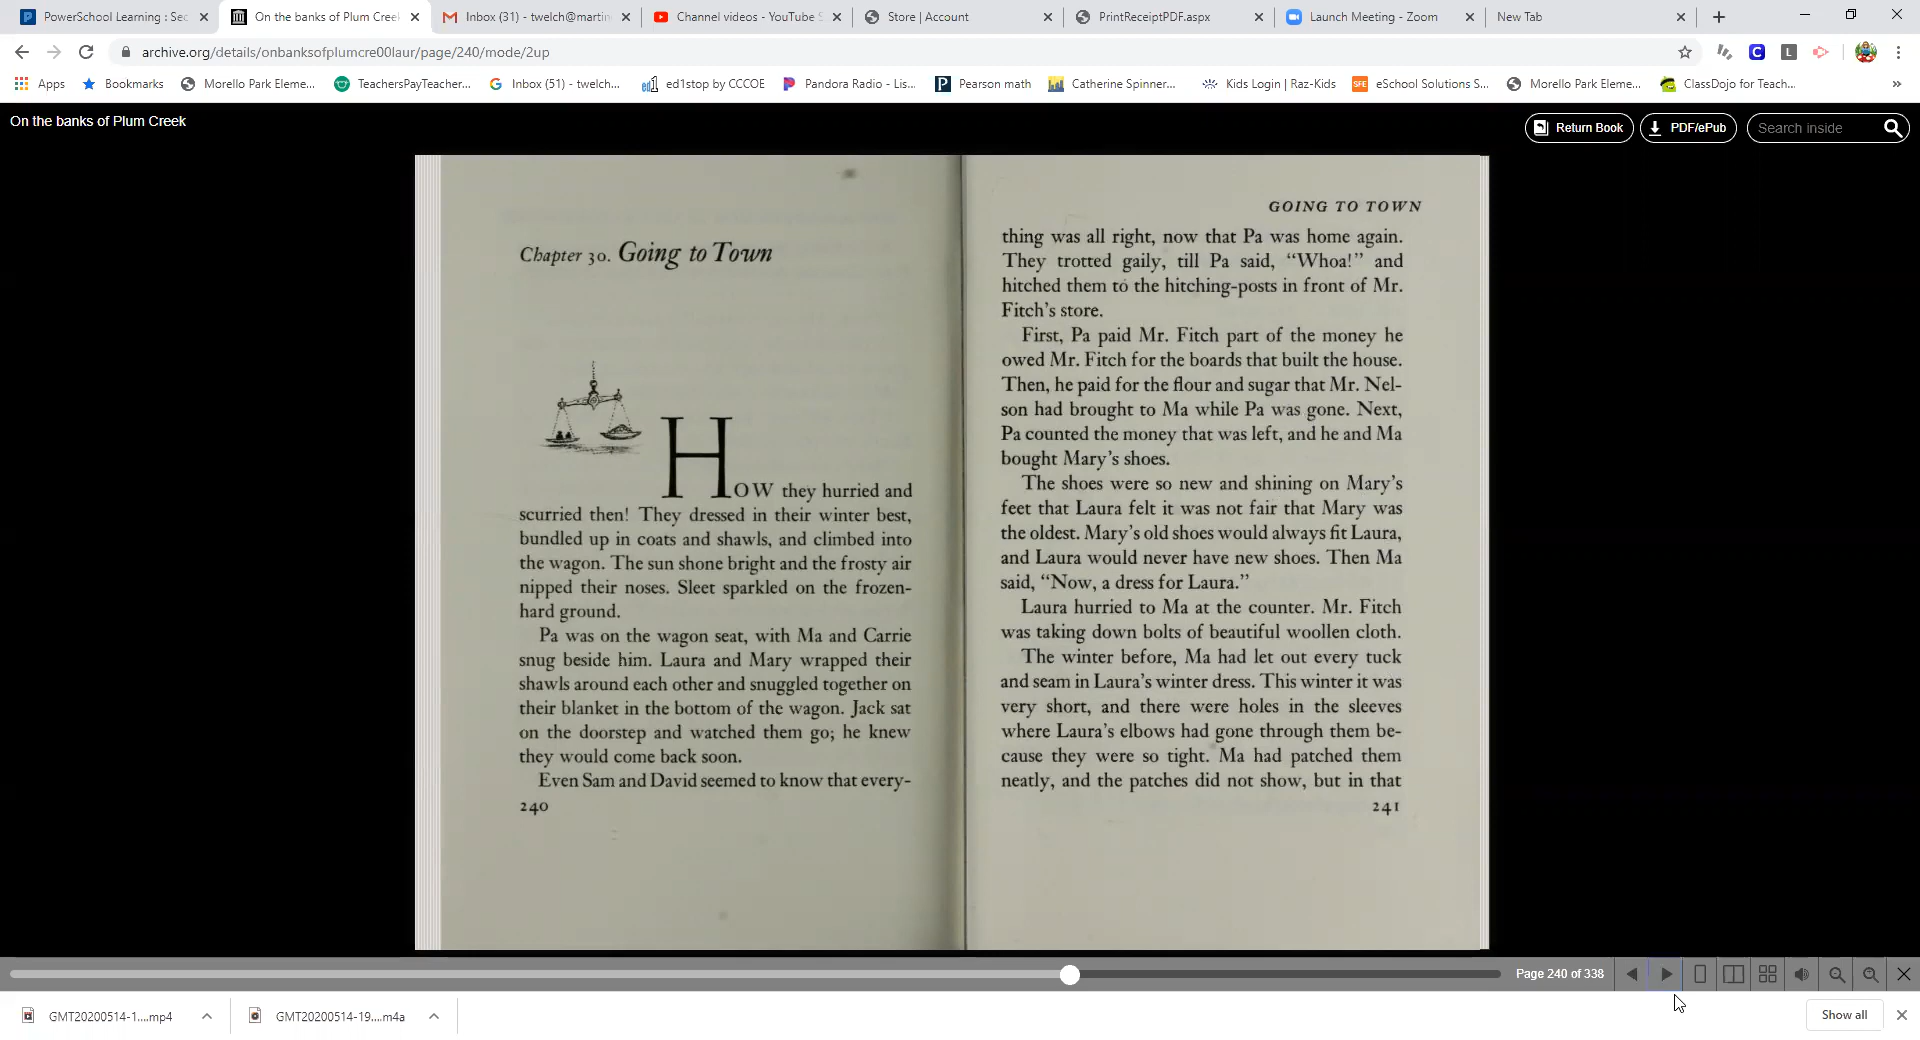 PowerSchool Learning : Sec
On the banks of Plum Creek
Inbox (31) - twelch@martin
Channel videos - YouTube S
Store | Account
PrintReceiptPDF.aspx
Launch Meeting - Zoom
New Tab
archive.org/details/onbanksofplumcre00laur/page/240/mode/2up
Apps
Bookmarks
Morello Park Eleme...
TeachersPayTeacher...
Inbox (51) - twelch...
ed1stop by CCCOE
Pandora Radio - Lis...
Pearson math
Catherine Spinner...
Kids Login | Raz-Kids
eSchool Solutions S...
Morello Park Eleme...
ClassDojo for Teach...
On the banks of Plum Creek
Return Book
PDF/ePub
Search inside
Chapter 30. Going to Town
HOW they hurried and
scurried then! They dressed in their winter best,
bundled up in coats and shawls, and climbed into
the wagon. The sun shone bright and the frosty air
nipped their noses. Sleet sparkled on the frozen-
hard ground.
Pa was on the wagon seat, with Ma and Carrie
snug beside him. Laura and Mary wrapped their
shawls around each other and snuggled together on
their blanket in the bottom of the wagon. Jack sat
on the doorstep and watched them go; he knew
they would come back soon.
Even Sam and David seemed to know that every-
240
GOING TO TOWN
thing was all right, now that Pa was home again.
They trotted gaily, till Pa said, “Whoa!” and
hitched them to the hitching-posts in front of Mr.
Fitch’s store.
First, Pa paid Mr. Fitch part of the money he
owed Mr. Fitch for the boards that built the house.
Then, he paid for the flour and sugar that Mr. Nel-
son had brought to Ma while Pa was gone. Next,
Pa counted the money that was left, and he and Ma
bought Mary’s shoes.
The shoes were so new and shining on Mary’s
feet that Laura felt it was not fair that Mary was
the oldest. Mary’s old shoes would always fit Laura,
and Laura would never have new shoes. Then Ma
said, “Now, a dress for Laura.”
Laura hurried to Ma at the counter. Mr. Fitch
was taking down bolts of beautiful woollen cloth.
The winter before, Ma had let out every tuck
and seam in Laura’s winter dress. This winter it was
very short, and there were holes in the sleeves
where Laura’s elbows had gone through them be-
cause they were so tight. Ma had patched them
neatly, and the patches did not show, but in that
241
Page 240 of 338
GMT20200514-1....mp4
GMT20200514-19....m4a
Show all